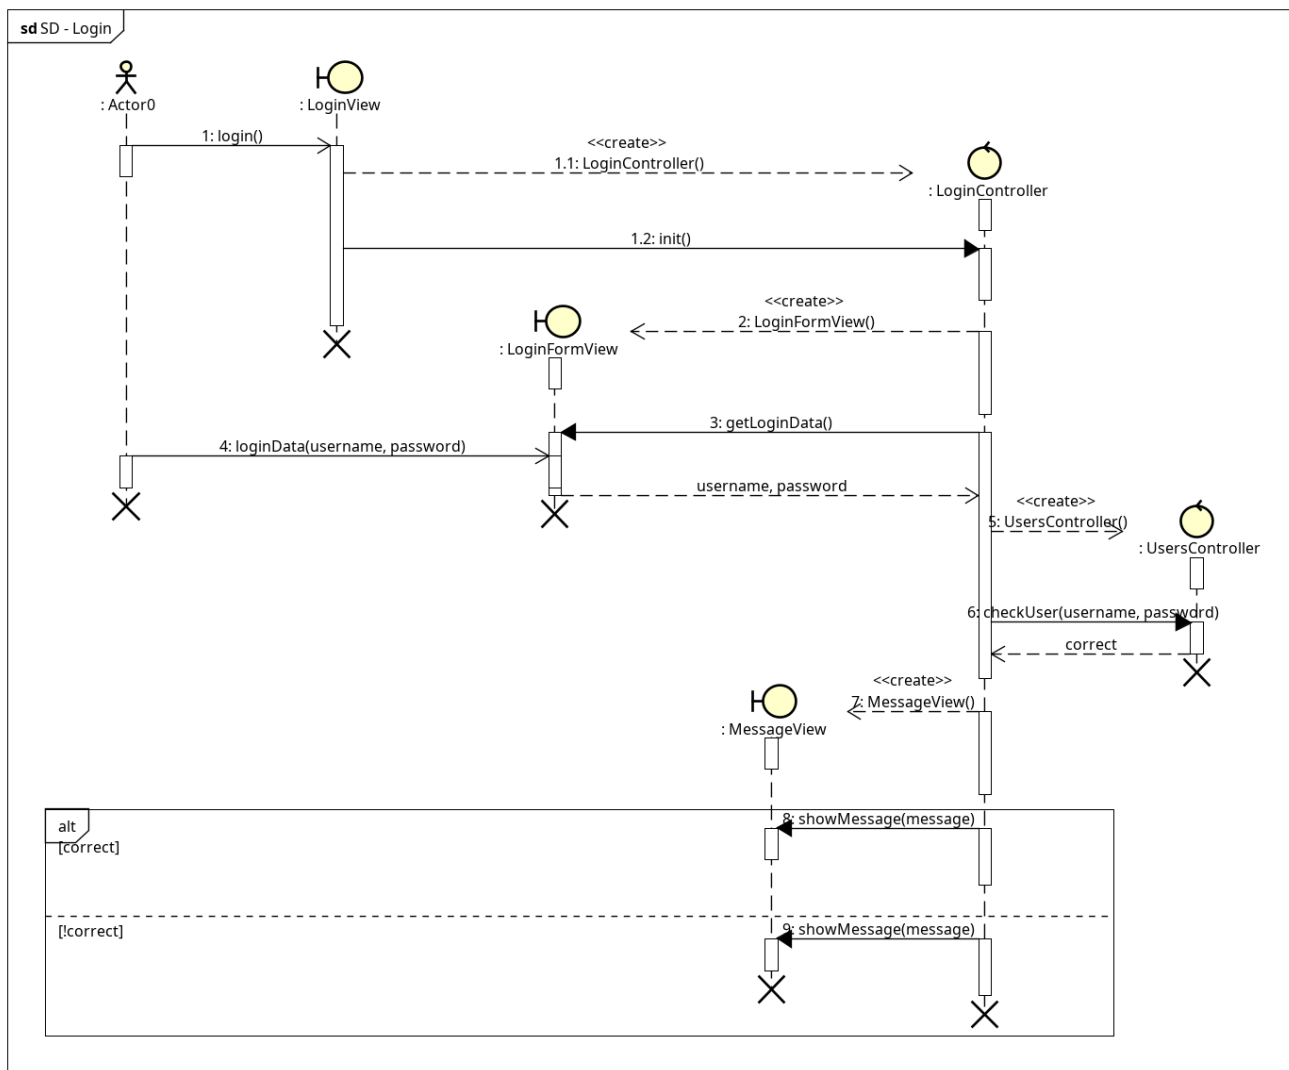 sd SD - Login
: Actor0
: LoginView
1: login()
<<create>>
1.1: LoginController()
: LoginController
1.2: init()
<<create>>
2: LoginFormView()
: LoginFormView
3: getLoginData()
4: loginData(username, password)
username, password
<<create>>
5: UsersController()
: UsersController
6: checkUser(username, password)
correct
<<create>>
7: MessageView()
: MessageView
alt
[correct]
8: showMessage(message)
[!correct]
9: showMessage(message)